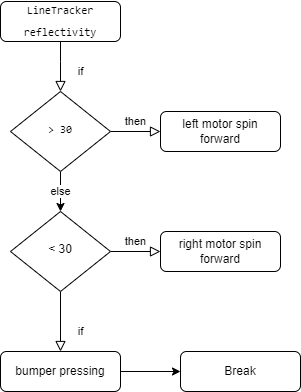 LineTracker
reflectivity
if
> 30
then
left motor spin
forward
else
< 30
then
right motor spin
forward
if
bumper pressing
Break